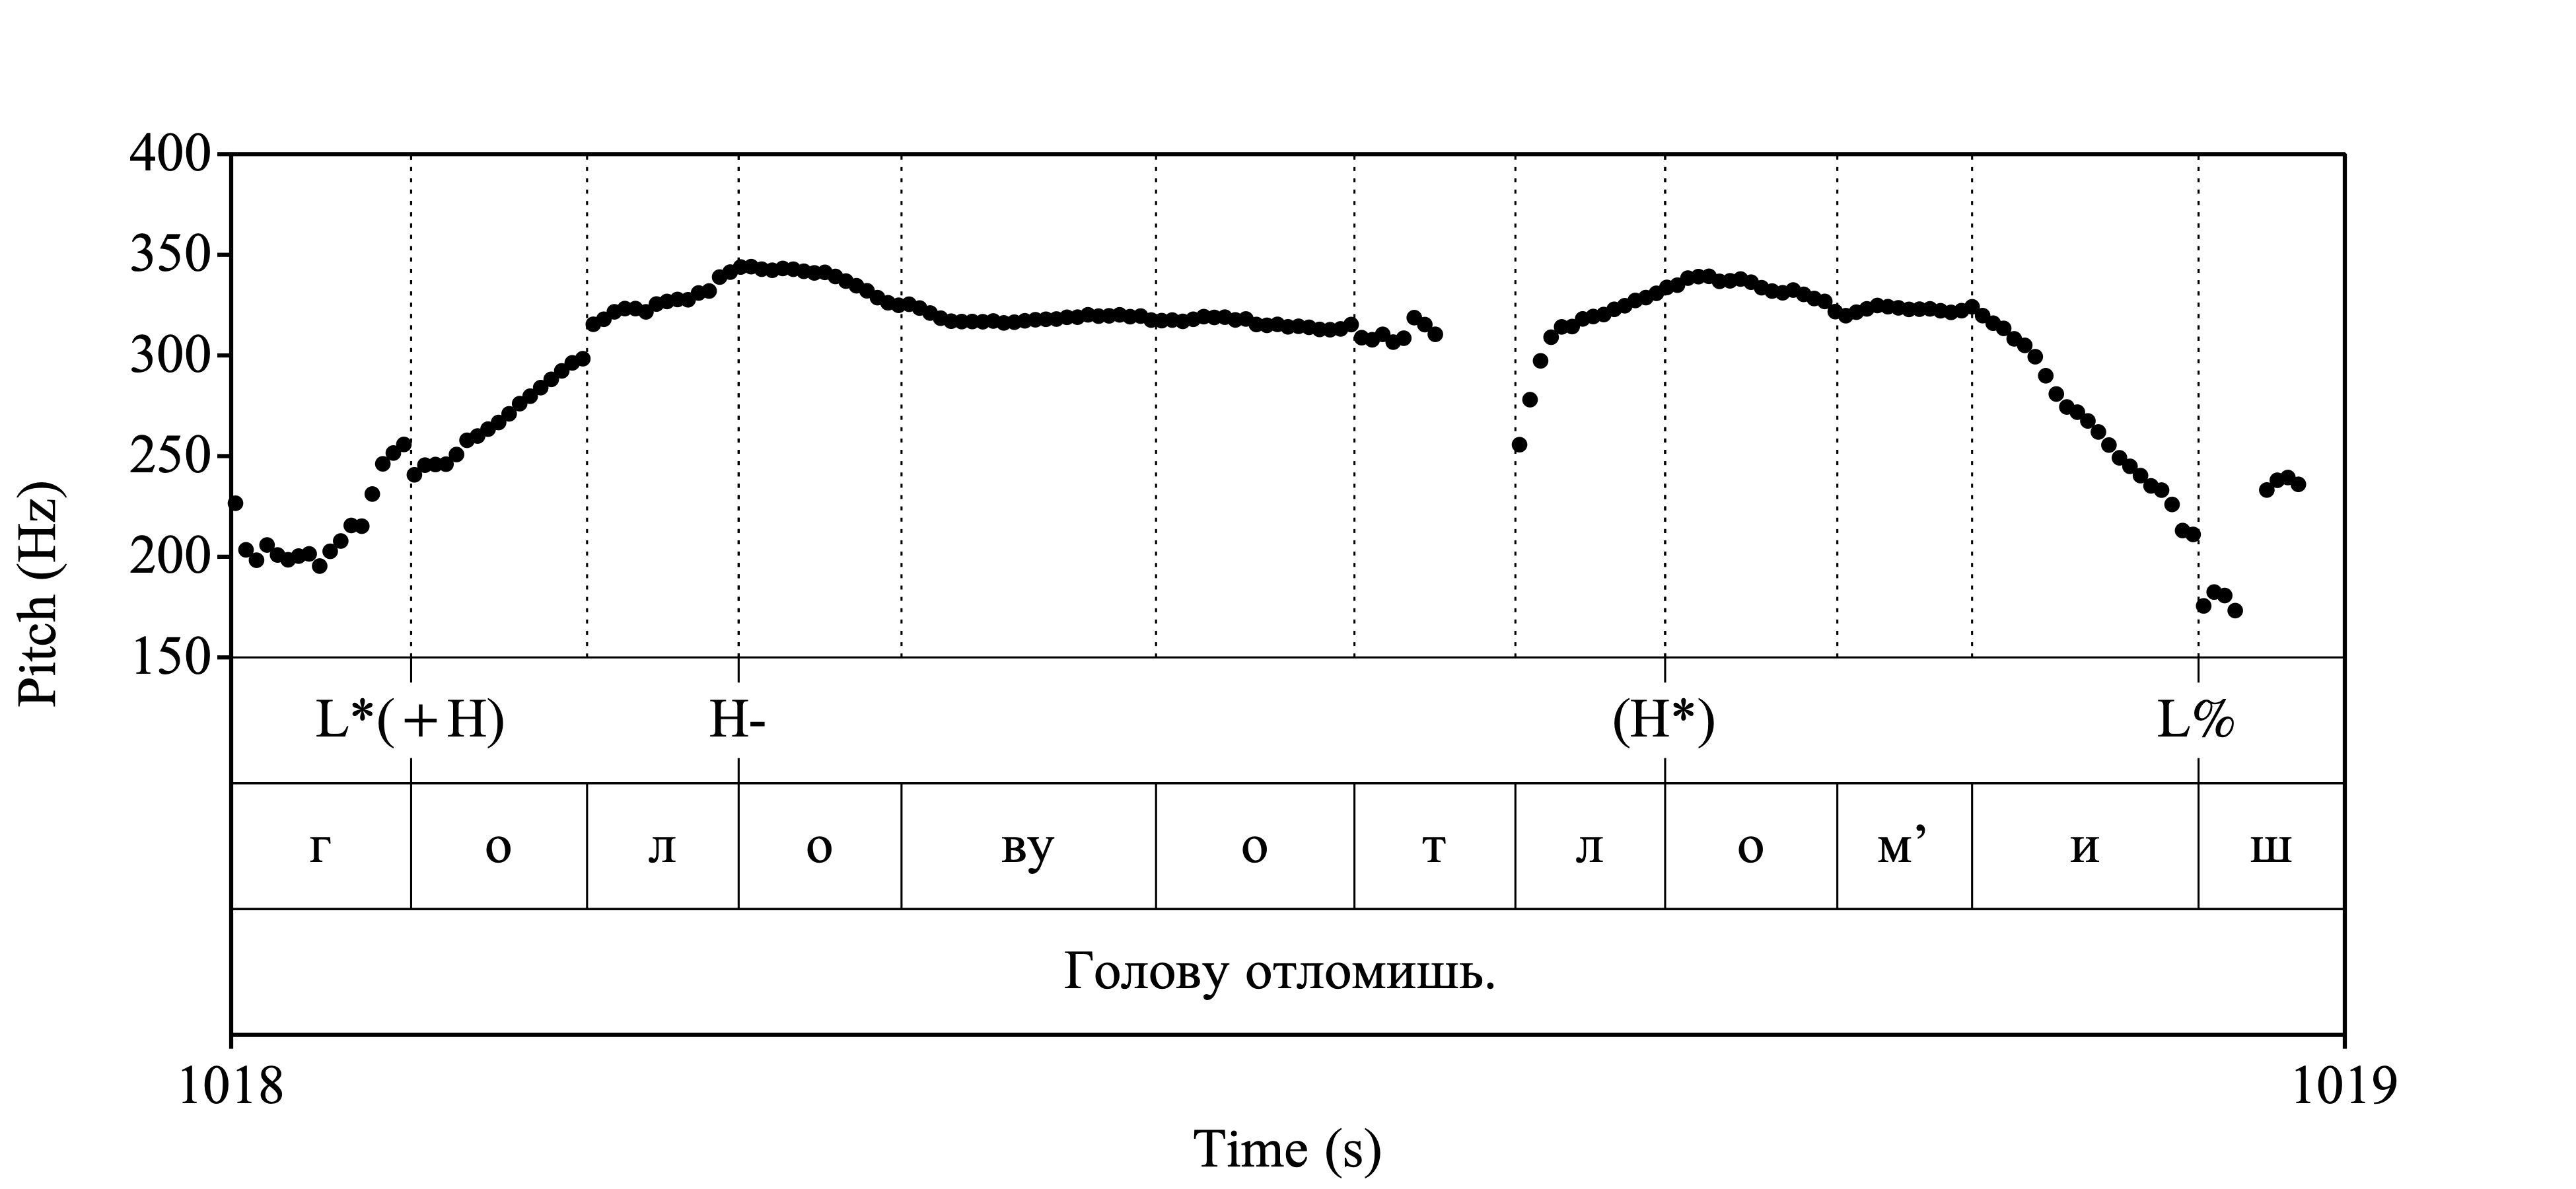 400
350
300
250
200
150
Pitch (Hz)
L*(+H) H- (H*) L%
г о л о ву о т л о м’ и ш
Голову отломишь.
1018 1019
Time (s)